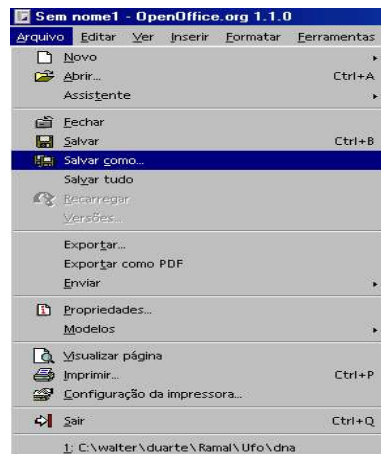 Sem nome1 - OpenOffice.org 1.1.0
Arquivo Editar Ver Inserir Formatar Ferramentas
Novo
Abrir... Ctrl+A
Assistente
Fechar
Salvar Ctrl+B
Salvar como...
Salvar tudo
Recarregar
Versões...
Exportar...
Exportar como PDF
Enviar
Propriedades...
Modelos
Visualizar página
Imprimir... Ctrl+P
Configuração da impressora...
Sair Ctrl+Q
1: C:\walter\duarte\Ramal\Ufo\dna